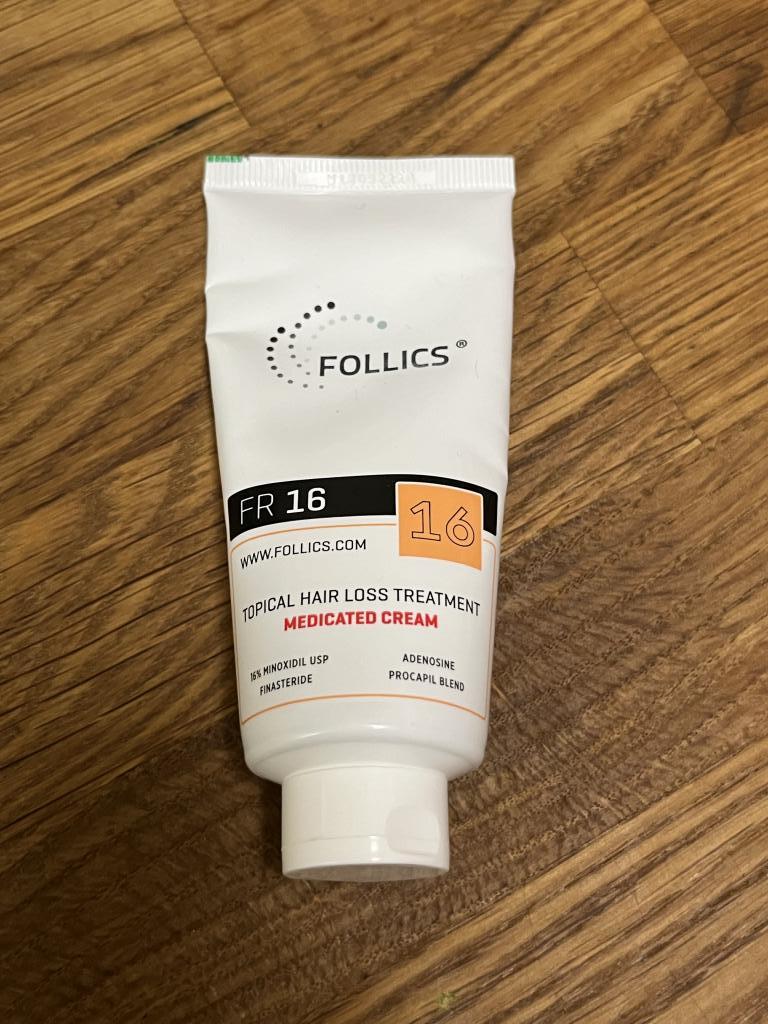 FOLLICS®
FR 16
16
WWW.FOLLICS.COM
TOPICAL HAIR LOSS TREATMENT
MEDICATED CREAM
16% MINOXIDIL USP
FINASTERIDE
ADENOSINE
PROCAPIL BLEND